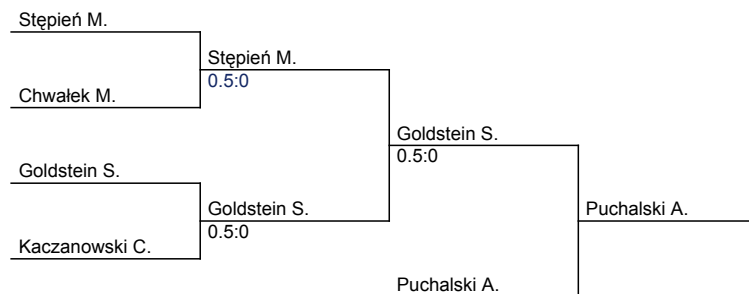 Stępień M.
Stępień M.
0.5:0
Chwałek M.
Goldstein S.
0.5:0
Goldstein S.
Goldstein S.
0.5:0
Puchalski A.
Kaczanowski C.
Puchalski A.